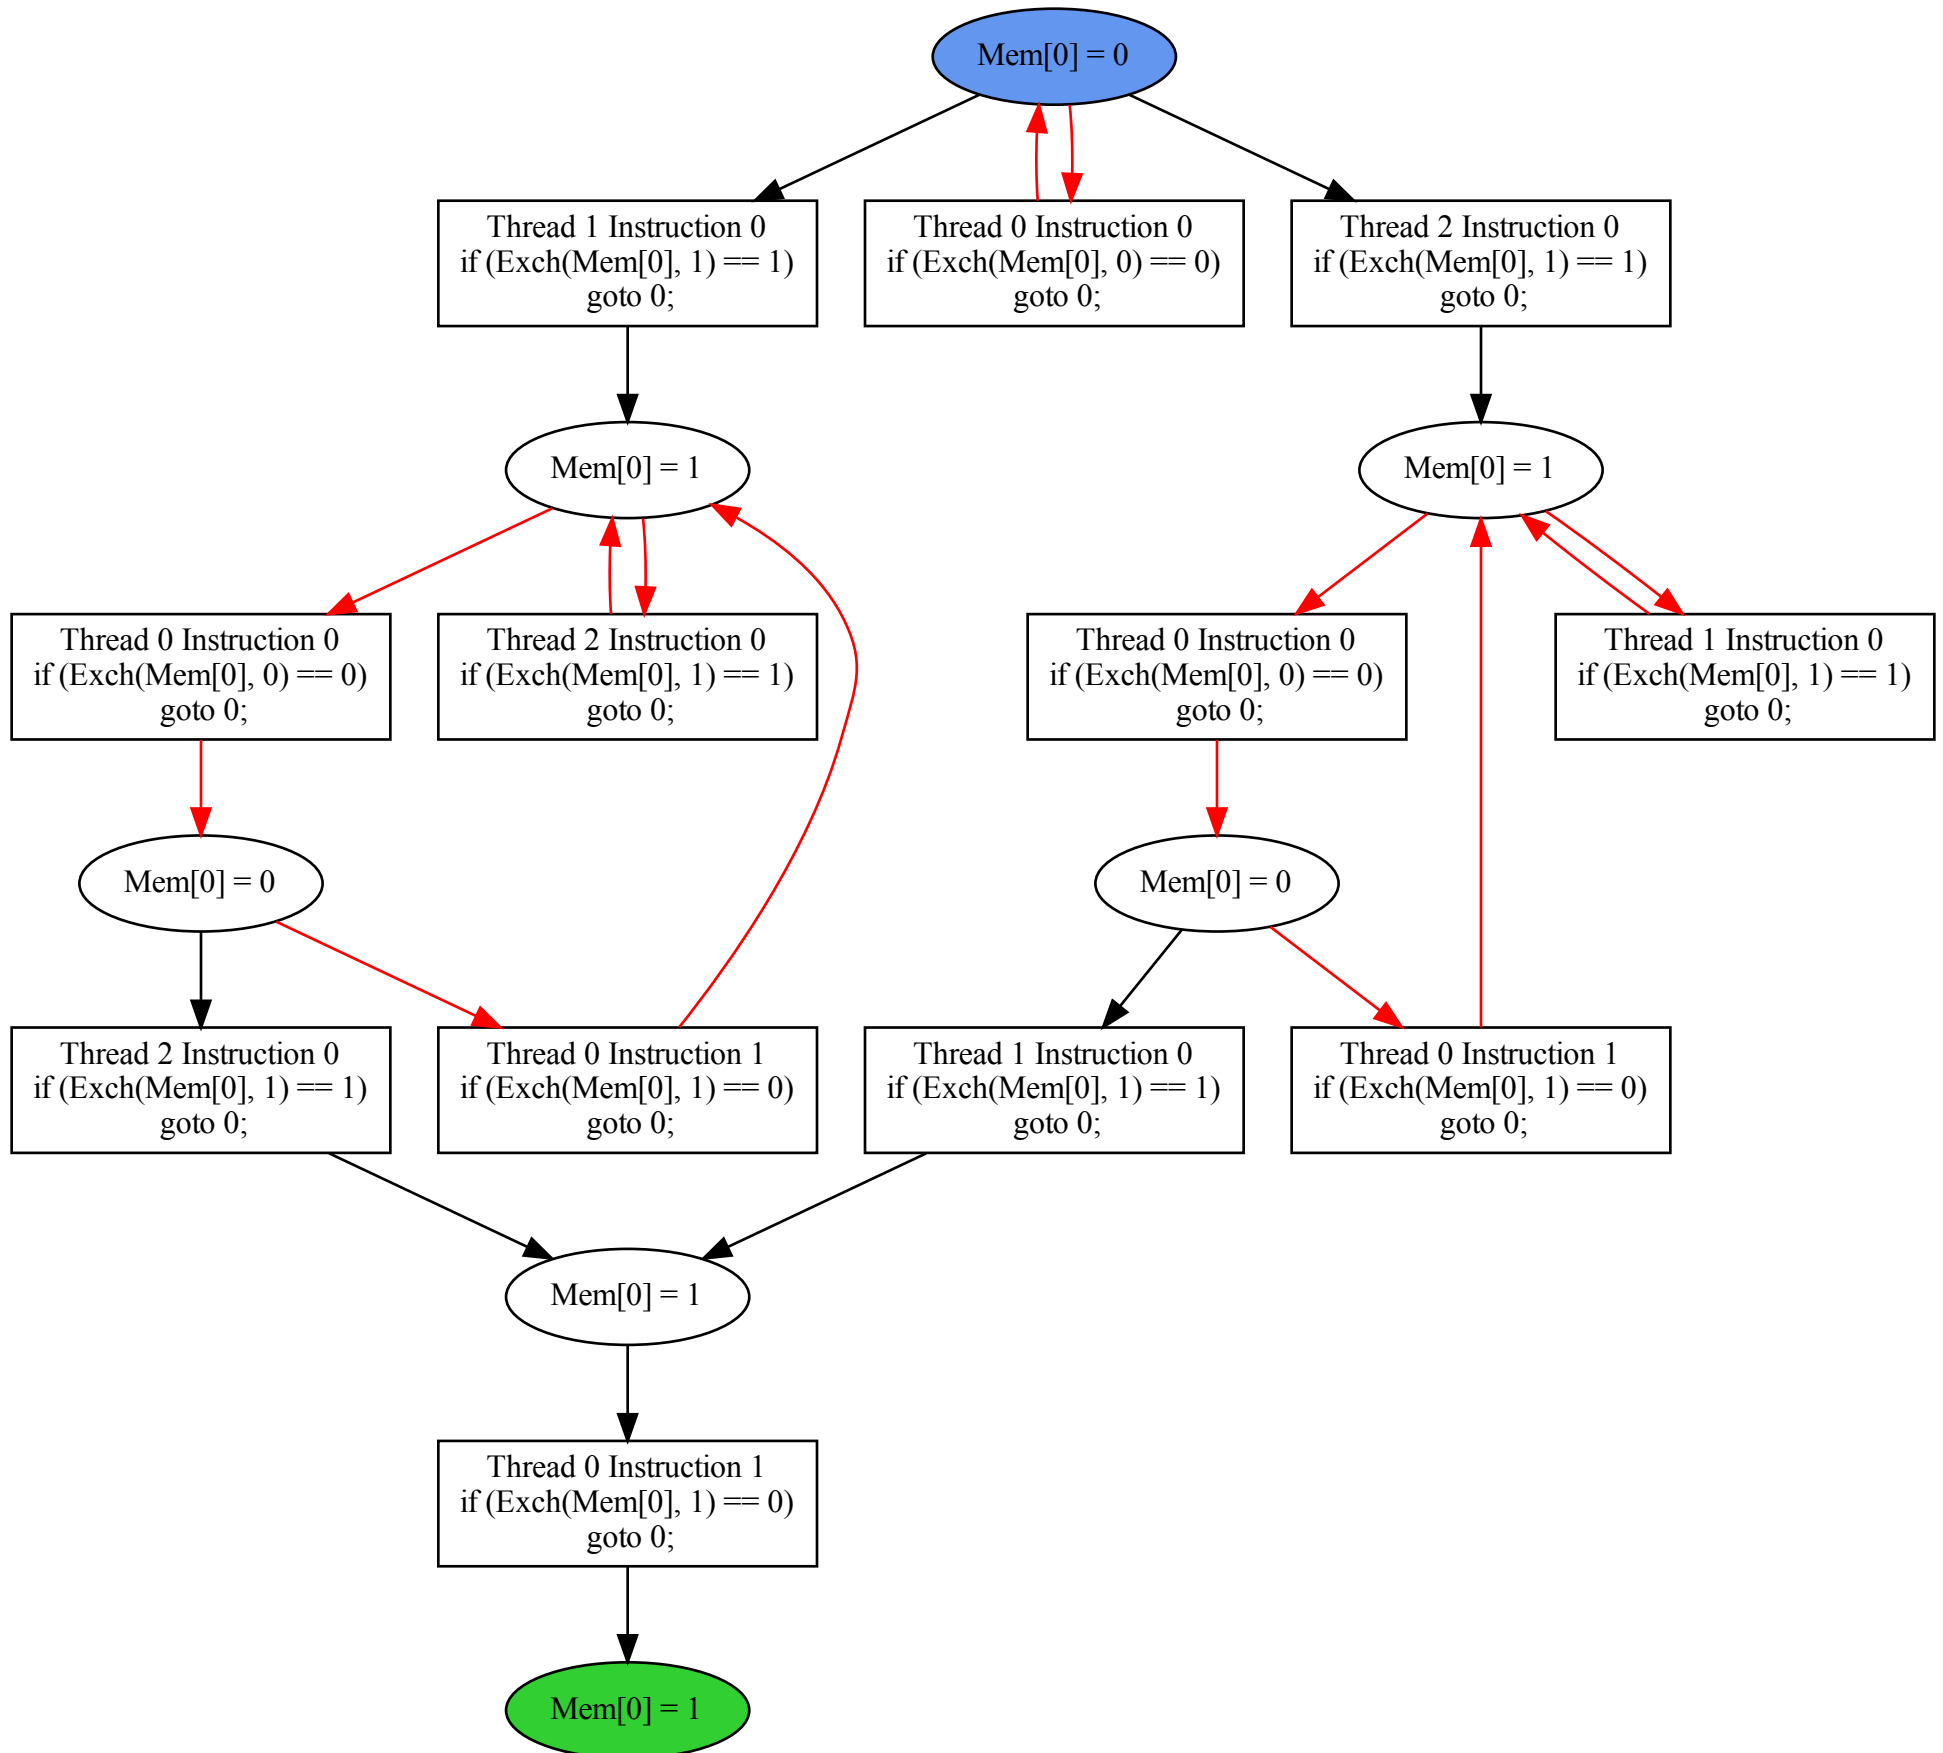 Mem[0] = 0
Thread 1 Instruction 0
if (Exch(Mem[0], 1) == 1)
goto 0;
Thread 0 Instruction 0
if (Exch(Mem[0], 0) == 0)
goto 0;
Thread 2 Instruction 0
if (Exch(Mem[0], 1) == 1)
goto 0;
Mem[0] = 1
Mem[0] = 1
Thread 0 Instruction 0
if (Exch(Mem[0], 0) == 0)
goto 0;
Thread 2 Instruction 0
if (Exch(Mem[0], 1) == 1)
goto 0;
Thread 0 Instruction 0
if (Exch(Mem[0], 0) == 0)
goto 0;
Thread 1 Instruction 0
if (Exch(Mem[0], 1) == 1)
goto 0;
Mem[0] = 0
Mem[0] = 0
Thread 2 Instruction 0
if (Exch(Mem[0], 1) == 1)
goto 0;
Thread 0 Instruction 1
if (Exch(Mem[0], 1) == 0)
goto 0;
Thread 1 Instruction 0
if (Exch(Mem[0], 1) == 1)
goto 0;
Thread 0 Instruction 1
if (Exch(Mem[0], 1) == 0)
goto 0;
Mem[0] = 1
Thread 0 Instruction 1
if (Exch(Mem[0], 1) == 0)
goto 0;
Mem[0] = 1